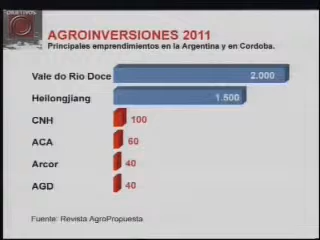 AGROINVERSIONES 2011
Principales emprendimientos en la Argentina y en Cordoba.
Vale do Rio Doce 2.000
Heilongjiang 1.500
CNH 100
ACA 60
Arcor 40
AGD 40
Fuente: Revista AgroPropuesta